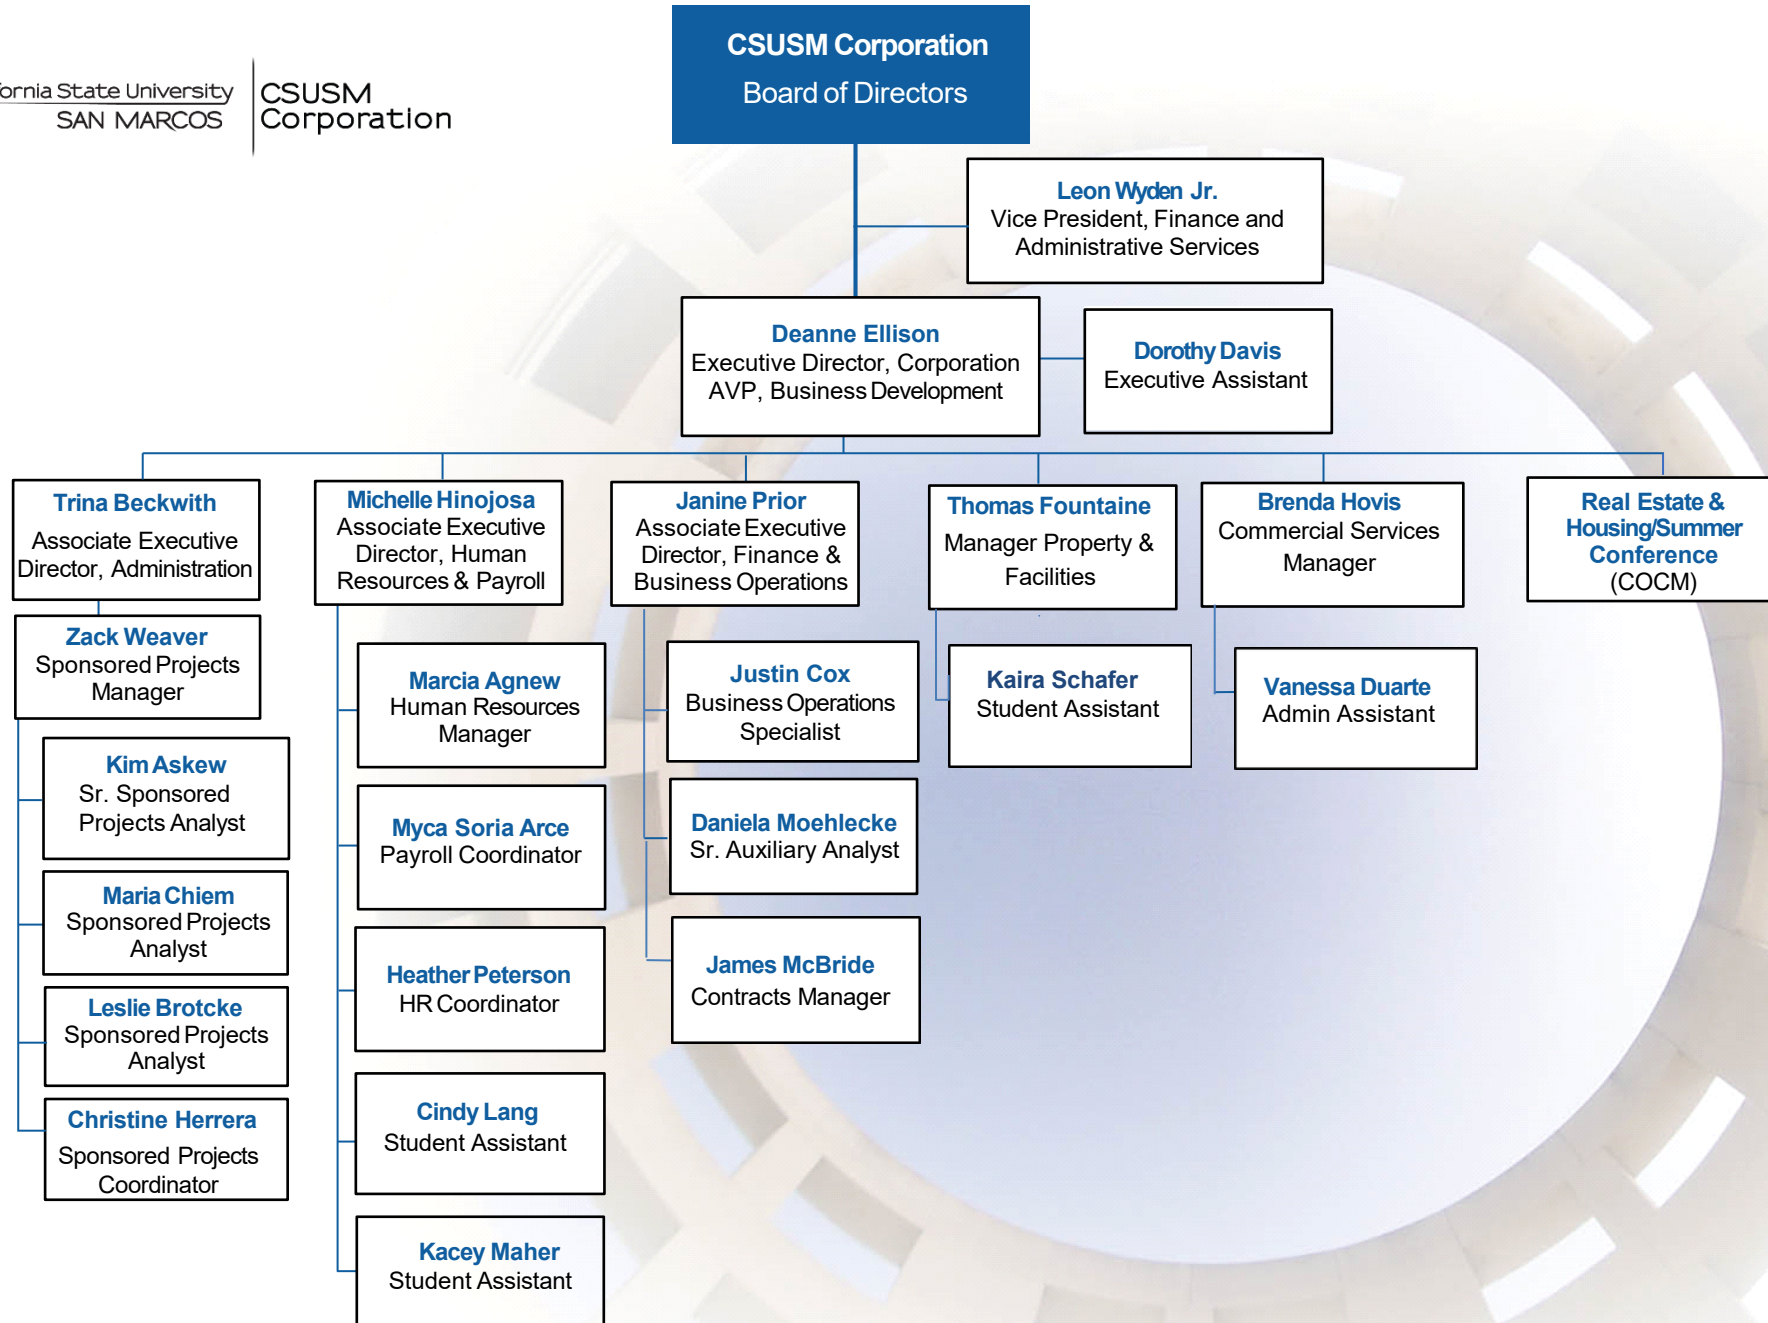 CSUSM Corporation
Board of Directors
ifornia State University
SAN MARCOS
CSUSM
Corporation
Leon Wyden Jr.
Vice President, Finance and
Administrative Services
Deanne Ellison
Executive Director, Corporation
AVP, Business Development
Dorothy Davis
Executive Assistant
Trina Beckwith
Associate Executive
Director, Administration
Michelle Hinojosa
Associate Executive
Director, Human
Resources & Payroll
Janine Prior
Associate Executive
Director, Finance &
Business Operations
Thomas Fountaine
Manager Property &
Facilities
Brenda Hovis
Commercial Services
Manager
Real Estate &
Housing/Summer
Conference
(COCM)
Zack Weaver
Sponsored Projects
Manager
Kim Askew
Sr. Sponsored
Projects Analyst
Maria Chiem
Sponsored Projects
Analyst
Leslie Brotcke
Sponsored Projects
Analyst
Christine Herrera
Sponsored Projects
Coordinator
Marcia Agnew
Human Resources
Manager
Myca Soria Arce
Payroll Coordinator
Heather Peterson
HR Coordinator
Cindy Lang
Student Assistant
Kacey Maher
Student Assistant
Justin Cox
Business Operations
Specialist
Daniela Moehlecke
Sr. Auxiliary Analyst
James McBride
Contracts Manager
Kaira Schafer
Student Assistant
Vanessa Duarte
Admin Assistant